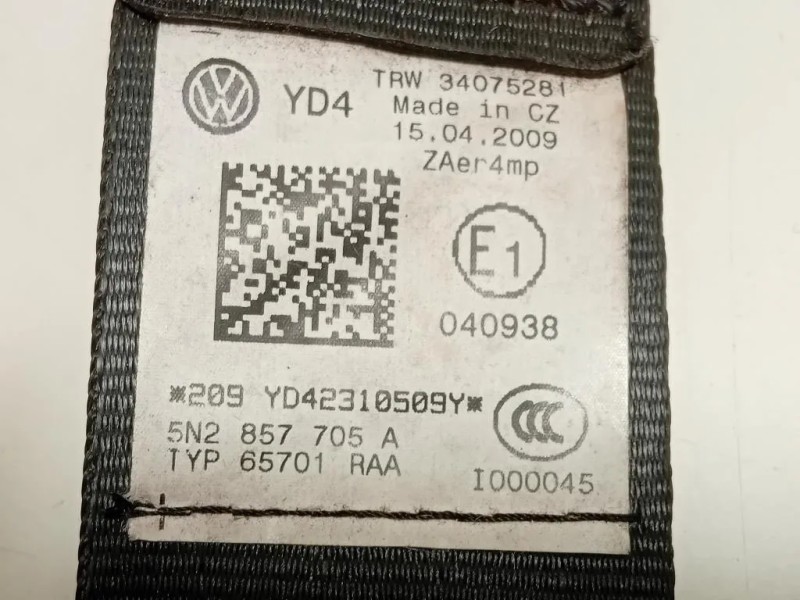 TRW 34075281
YD4 Made in CZ
15.04.2009
ZAer4mp
E1
040938
*209 YD42310509Y*
5N2 857 705 A
TYP 65701 RAA
CCC
I000045